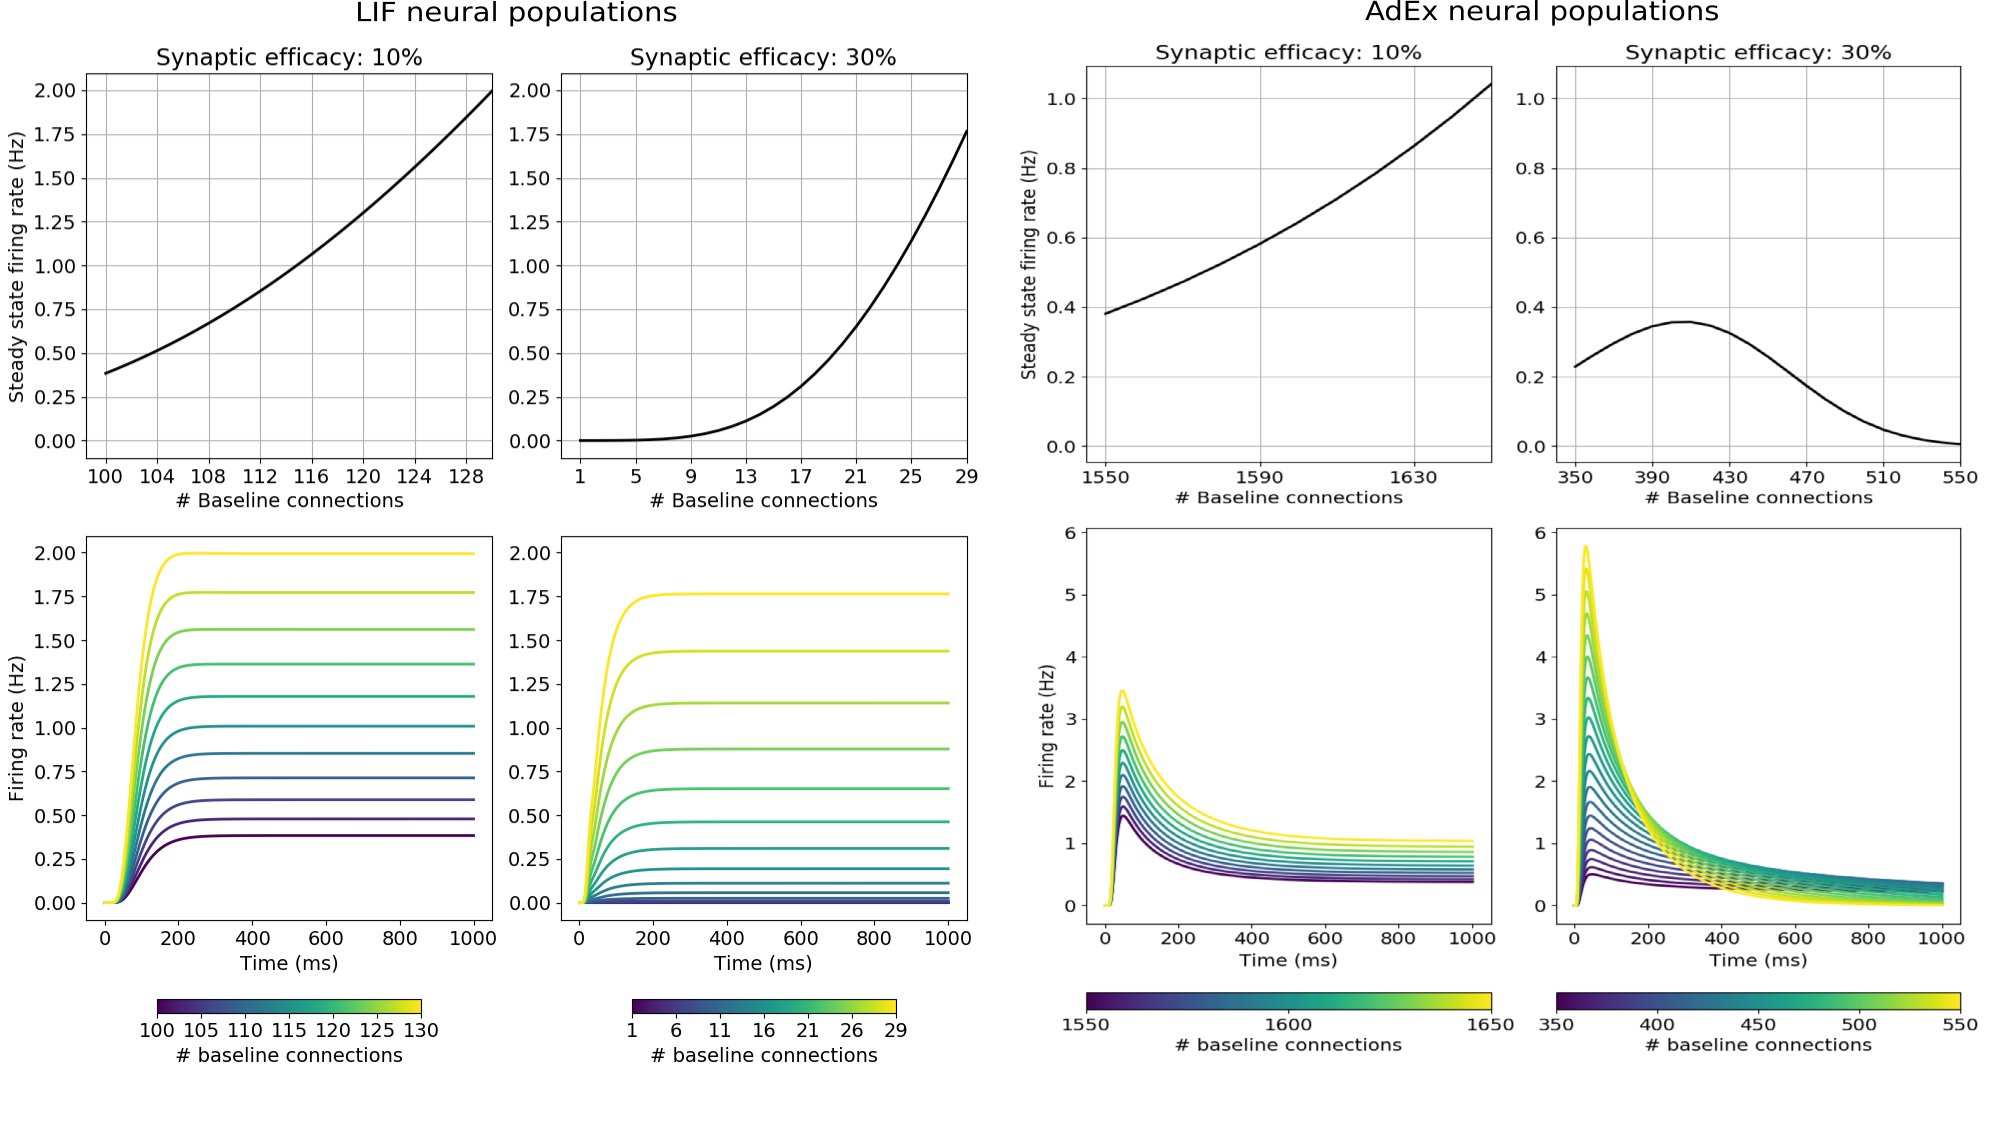 LIF neural populations
AdEx neural populations
Synaptic efficacy: 10%
Synaptic efficacy: 30%
Synaptic efficacy: 10%
Synaptic efficacy: 30%
Steady state firing rate (Hz)
2.00
1.75
1.50
1.25
1.00
0.75
0.50
0.25
0.00
100 104 108 112 116 120 124 128
# Baseline connections
2.00
1.75
1.50
1.25
1.00
0.75
0.50
0.25
0.00
1 5 9 13 17 21 25 29
# Baseline connections
Steady state firing rate (Hz)
1.0
0.8
0.6
0.4
0.2
0.0
1550 1590 1630
# Baseline connections
1.0
0.8
0.6
0.4
0.2
0.0
350 390 430 470 510 550
# Baseline connections
Firing rate (Hz)
2.00
1.75
1.50
1.25
1.00
0.75
0.50
0.25
0.00
0 200 400 600 800 1000
Time (ms)
2.00
1.75
1.50
1.25
1.00
0.75
0.50
0.25
0.00
0 200 400 600 800 1000
Time (ms)
Firing rate (Hz)
6
5
4
3
2
1
0
0 200 400 600 800 1000
Time (ms)
6
5
4
3
2
1
0
0 200 400 600 800 1000
Time (ms)
100 105 110 115 120 125 130
# baseline connections
1 6 11 16 21 26 29
# baseline connections
1550 1600 1650
# baseline connections
350 400 450 500 550
# baseline connections